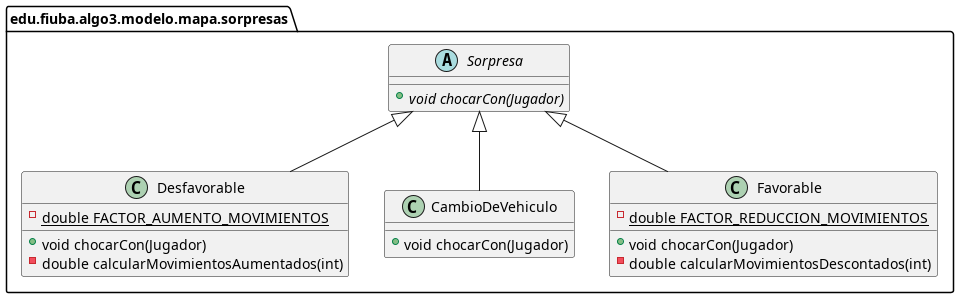 edu.fiuba.algo3.modelo.mapa.sorpresas
A Sorpresa
void chocarCon(Jugador)
C Desfavorable
double FACTOR_AUMENTO_MOVIMIENTOS
void chocarCon(Jugador)
double calcularMovimientosAumentados(int)
C CambioDeVehiculo
void chocarCon(Jugador)
C Favorable
double FACTOR_REDUCCION_MOVIMIENTOS
void chocarCon(Jugador)
double calcularMovimientosDescontados(int)